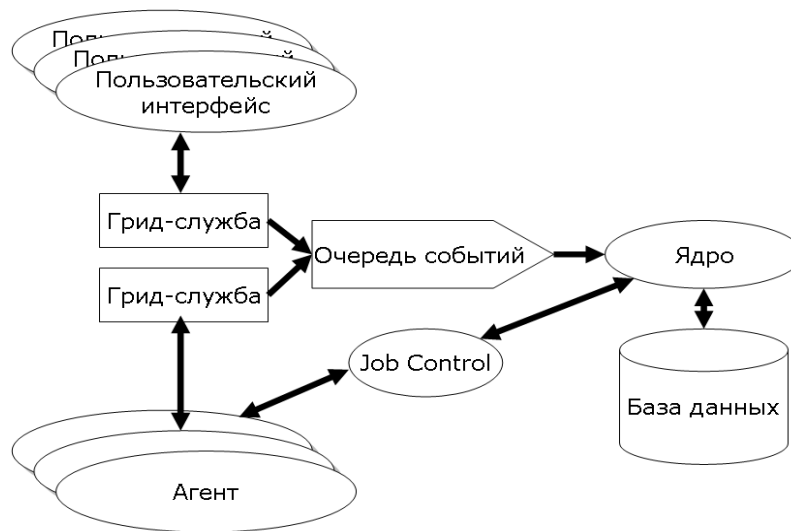 Пользовательский
интерфейс
Грид-служба
Очередь событий
Ядро
Грид-служба
Job Control
База данных
Агент